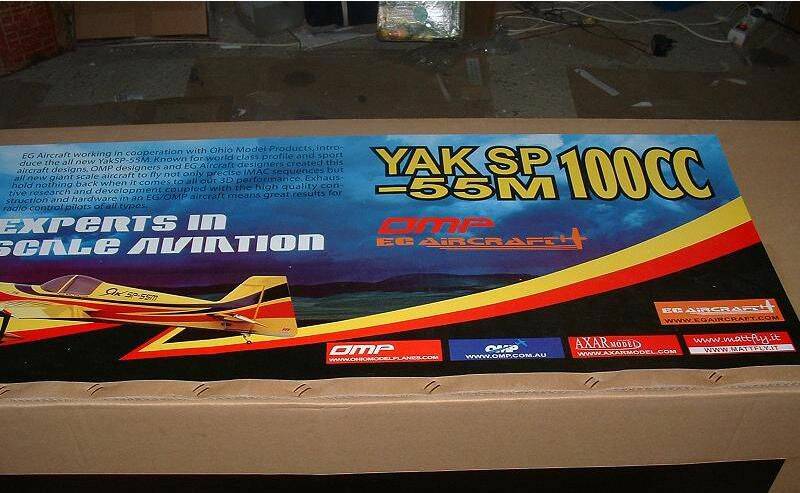 EG Aircraft working in cooperation with Ohio Model Products, intro-
duce the all new YakSP-55M. Known for world class profile and sport
aircraft designs, OMP designers and EG Aircraft designers created this
all new giant scale aircraft to fly not only precise IMAC sequences but
hold nothing back when it comes to all out 3D performance. Exhaus-
tive research and development coupled with the high quality con-
struction and hardware in an EG/OMP aircraft means great results for
radio control pilots of all types.
YAK SP
-55M 100CC
EXPERTS IN
SCALE AVIATION
OMP
EG AIRCRAFT
Yak SP-55M
EG AIRCRAFT
WWW.EGAIRCRAFT.COM
OMP
WWW.OHIOMODELPLANES.COM
OMP
WWW.OMP.COM.AU
AXAR MODEL
WWW.AXARMODEL.COM
www.mattfly.it
WWW.MATTFLY.IT